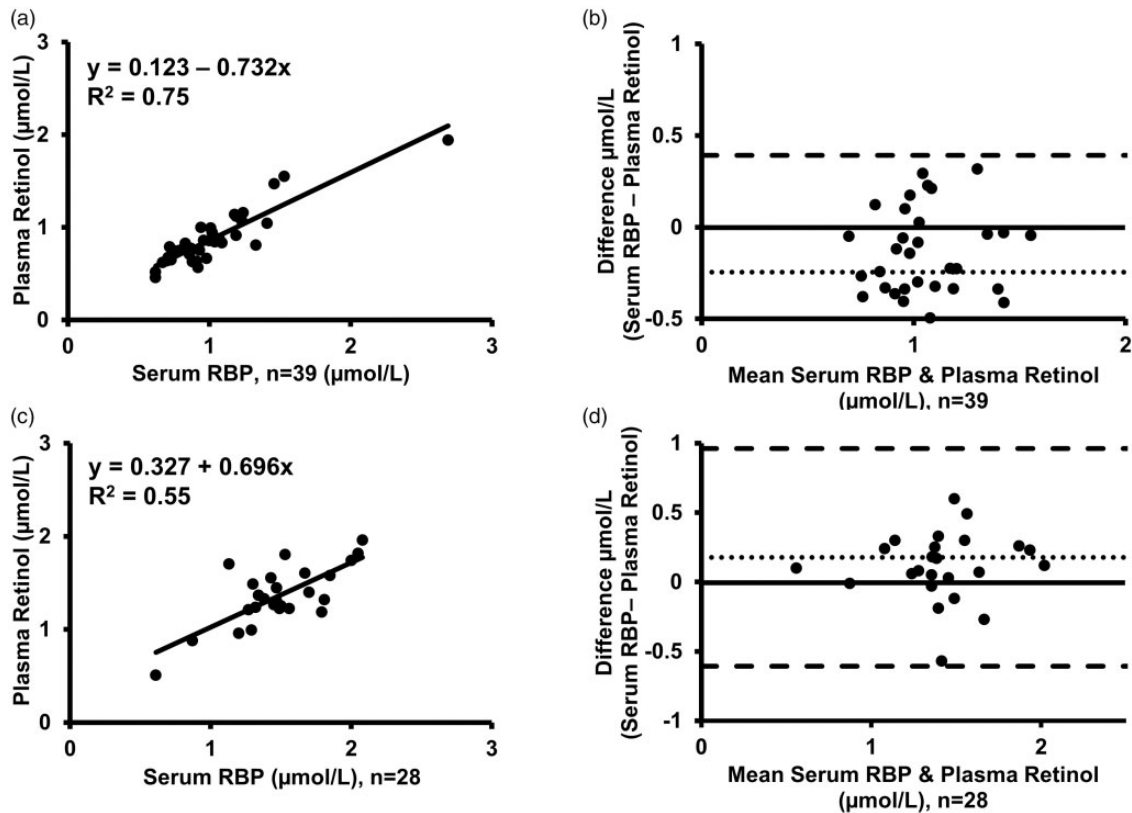 (a)
3
2
1
0
y = 0.123 – 0.732x
R² = 0.75
Plasma Retinol (µmol/L)
0 1 2 3
Serum RBP, n=39 (µmol/L)
(b)
1
0.5
0
-0.5
Difference µmol/L
(Serum RBP – Plasma Retinol)
0 1 2
Mean Serum RBP & Plasma Retinol
(µmol/L), n=39
(c)
3
2
1
0
y = 0.327 + 0.696x
R² = 0.55
Plasma Retinol (µmol/L)
0 1 2 3
Serum RBP (µmol/L), n=28
(d)
1
0.5
0
-0.5
-1
Difference µmol/L
(Serum RBP– Plasma Retinol)
0 1 2
Mean Serum RBP & Plasma Retinol
(µmol/L), n=28